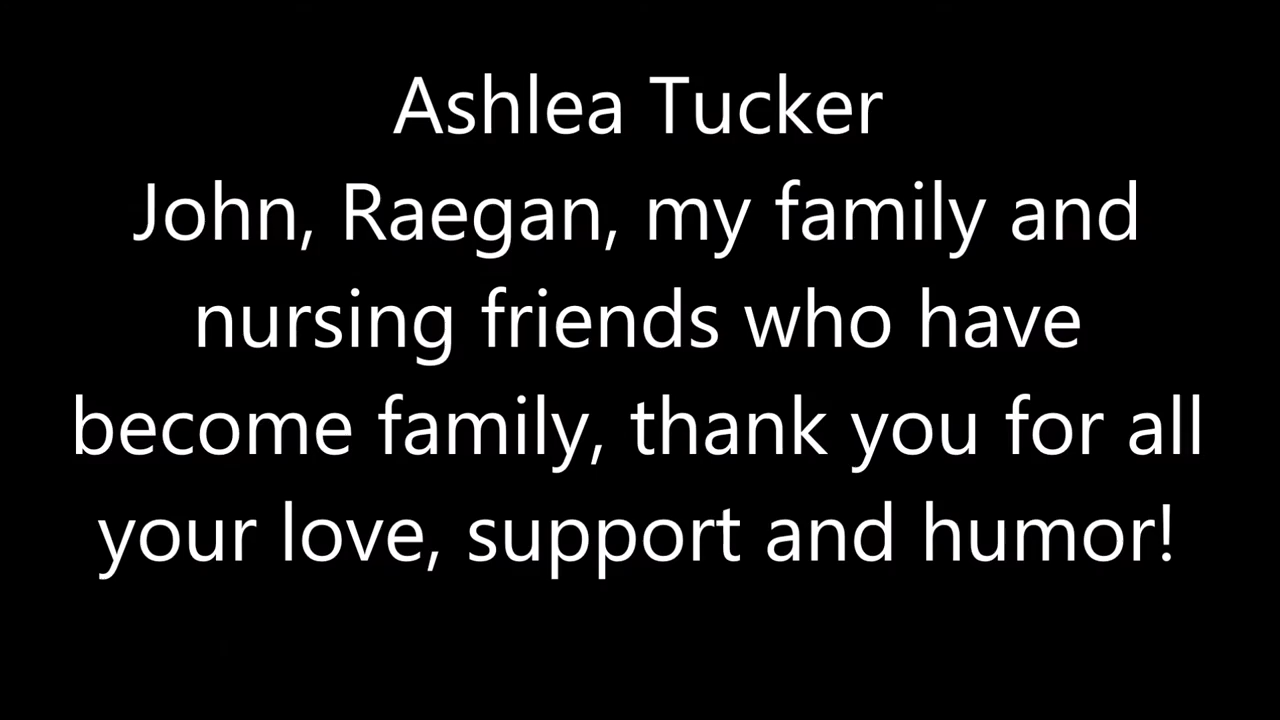 Ashlea Tucker
John, Raegan, my family and
nursing friends who have
become family, thank you for all
your love, support and humor!